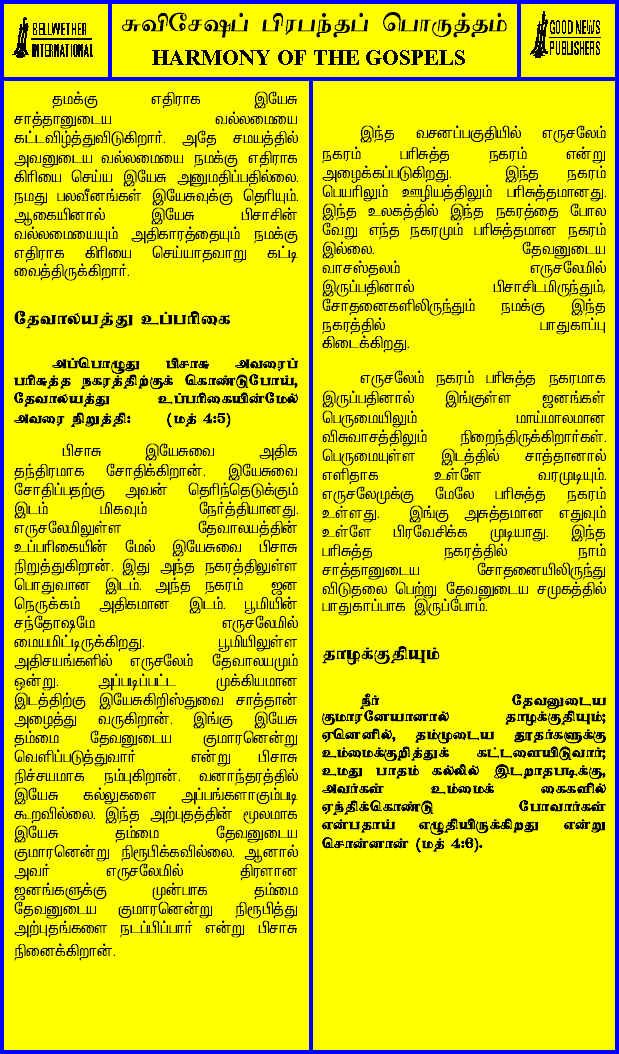 BELLWETHER
INTERNATIONAL
சுவிசேஷப் பிரபந்தப் பொருத்தம்
HARMONY OF THE GOSPELS
GOOD NEWS
PUBLISHERS
தமக்கு எதிராக இயேசு
சாத்தானுடைய வல்லமையை
கட்டவிழ்த்துவிடுகிறார். அதே சமயத்தில்
அவனுடைய வல்லமையை நமக்கு எதிராக
கிரியை செய்ய இயேசு அனுமதிப்பதில்லை.
நமது பலவீனங்கள் இயேசுவுக்கு தெரியும்.
ஆகையினால் இயேசு பிசாசின்
வல்லமையையும் அதிகாரத்தையும் நமக்கு
எதிராக கிரியை செய்யாதவாறு கட்டி
வைத்திருக்கிறார்.
தேவாலயத்து உப்பரிகை
அப்பொழுது பிசாசு அவரைப்
பரிசுத்த நகரத்திற்குக் கொண்டுபோய்,
தேவாலயத்து உப்பரிகையின்மேல்
அவரை நிறுத்தி: (மத் 4:5)
பிசாசு இயேசுவை அதிக
தந்திரமாக சோதிக்கிறான். இயேசுவை
சோதிப்பதற்கு அவன் தெரிந்தெடுக்கும்
இடம் மிகவும் நேர்த்தியானது.
எருசலேமிலுள்ள தேவாலயத்தின்
உப்பரிகையின் மேல் இயேசுவை பிசாசு
நிறுத்துகிறான். இது அந்த நகரத்திலுள்ள
பொதுவான இடம். அந்த நகரம் ஜன
நெருக்கம் அதிகமான இடம். பூமியின்
சந்தோஷமே எருசலேமில்
மையமிட்டிருக்கிறது. பூமியிலுள்ள
அதிசயங்களில் எருசலேம் தேவாலயமும்
ஒன்று. அப்படிப்பட்ட முக்கியமான
இடத்திற்கு இயேசுகிறிஸ்துவை சாத்தான்
அழைத்து வருகிறான். இங்கு இயேசு
தம்மை தேவனுடைய குமாரனென்று
வெளிப்படுத்துவார் என்று பிசாசு
நிச்சயமாக நம்புகிறான். வனாந்தரத்தில்
இயேசு கல்லுகளை அப்பங்களாகும்படி
கூறவில்லை. இந்த அற்புதத்தின் மூலமாக
இயேசு தம்மை தேவனுடைய
குமாரனென்று நிரூபிக்கவில்லை. ஆனால்
அவர் எருசலேமில் திரளான
ஜனங்களுக்கு முன்பாக தம்மை
தேவனுடைய குமாரனென்று நிரூபித்து
அற்புதங்களை நடப்பிப்பார் என்று பிசாசு
நினைக்கிறான்.
இந்த வசனப்பகுதியில் எருசலேம்
நகரம் பரிசுத்த நகரம் என்று
அழைக்கப்படுகிறது. இந்த நகரம்
பெயரிலும் ஊழியத்திலும் பரிசுத்தமானது.
இந்த உலகத்தில் இந்த நகரத்தை போல
வேறு எந்த நகரமும் பரிசுத்தமான நகரம்
இல்லை. தேவனுடைய
வாசஸ்தலம் எருசலேமில்
இருப்பதினால் பிசாசிடமிருந்தும்,
சோதனைகளிலிருந்தும் நமக்கு இந்த
நகரத்தில் பாதுகாப்பு
கிடைக்கிறது.
எருசலேம் நகரம் பரிசுத்த நகரமாக
இருப்பதினால் இங்குள்ள ஜனங்கள்
பெருமையிலும் மாய்மாலமான
விசுவாசத்திலும் நிறைந்திருக்கிறார்கள்.
பெருமையுள்ள இடத்தில் சாத்தானால்
எளிதாக உள்ளே வரமுடியும்.
எருசலேமுக்கு மேலே பரிசுத்த நகரம்
உள்ளது. இங்கு அசுத்தமான எதுவும்
உள்ளே பிரவேசிக்க முடியாது. இந்த
பரிசுத்த நகரத்தில் நாம்
சாத்தானுடைய சோதனையிலிருந்து
விடுதலை பெற்று தேவனுடைய சமுகத்தில்
பாதுகாப்பாக இருப்போம்.
தாழக்குதியும்
நீர் தேவனுடைய
குமாரனேயானால் தாழக்குதியும்;
ஏனெனில், தம்முடைய தூதர்களுக்கு
உம்மைக்குறித்துக் கட்டளையிடுவார்;
உமது பாதம் கல்லில் இடறாதபடிக்கு,
அவர்கள் உம்மைக் கைகளில்
ஏந்திக்கொண்டு போவார்கள்
என்பதாய் எழுதியிருக்கிறது என்று
சொன்னான் (மத் 4:6).